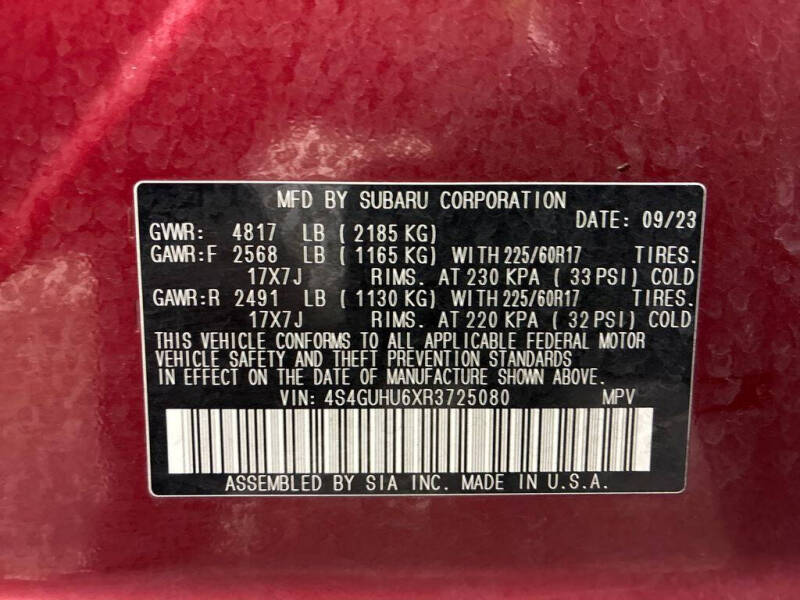 MFD BY SUBARU CORPORATION
DATE: 09/23
GVWR: 4817 LB ( 2185 KG)
GAWR:F 2568 LB ( 1165 KG) WITH 225/60R17 TIRES.
17X7J RIMS. AT 230 KPA ( 33 PSI) COLD
GAWR:R 2491 LB ( 1130 KG) WITH 225/60R17 TIRES.
17X7J RIMS. AT 220 KPA ( 32 PSI) COLD
THIS VEHICLE CONFORMS TO ALL APPLICABLE FEDERAL MOTOR
VEHICLE SAFETY AND THEFT PREVENTION STANDARDS
IN EFFECT ON THE DATE OF MANUFACTURE SHOWN ABOVE.
VIN: 4S4GUHU6XR3725080 MPV
ASSEMBLED BY SIA INC. MADE IN U.S.A.